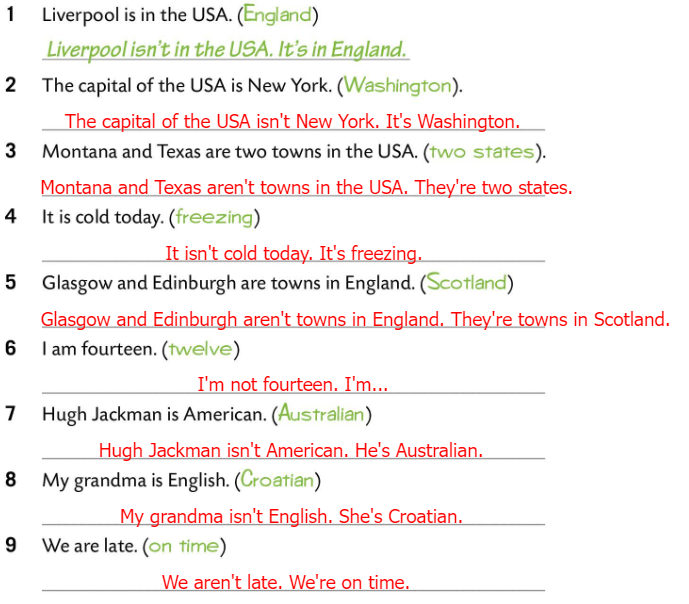 1 Liverpool is in the USA. (England)
Liverpool isn't in the USA. It's in England.
2 The capital of the USA is New York. (Washington).
The capital of the USA isn't New York. It's Washington.
3 Montana and Texas are two towns in the USA. (two states).
Montana and Texas aren't towns in the USA. They're two states.
4 It is cold today. (freezing)
It isn't cold today. It's freezing.
5 Glasgow and Edinburgh are towns in England. (Scotland)
Glasgow and Edinburgh aren't towns in England. They're towns in Scotland.
6 I am fourteen. (twelve)
I'm not fourteen. I'm...
7 Hugh Jackman is American. (Australian)
Hugh Jackman isn't American. He's Australian.
8 My grandma is English. (Croatian)
My grandma isn't English. She's Croatian.
9 We are late. (on time)
We aren't late. We're on time.